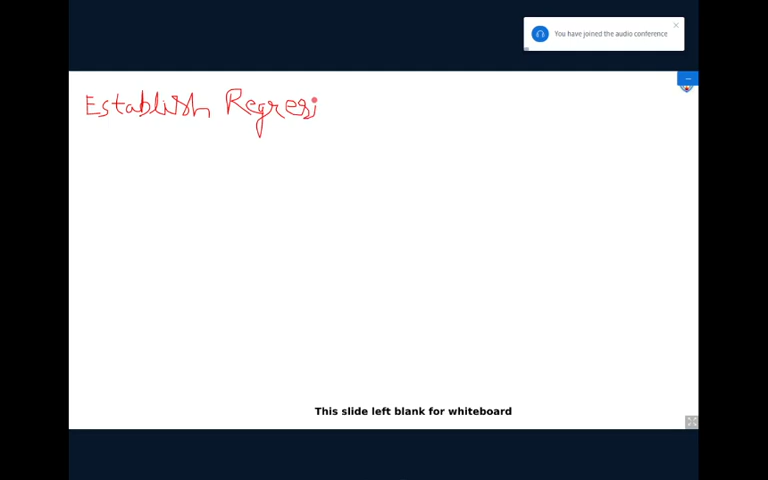 You have joined the audio conference
Establish Regresi
This slide left blank for whiteboard